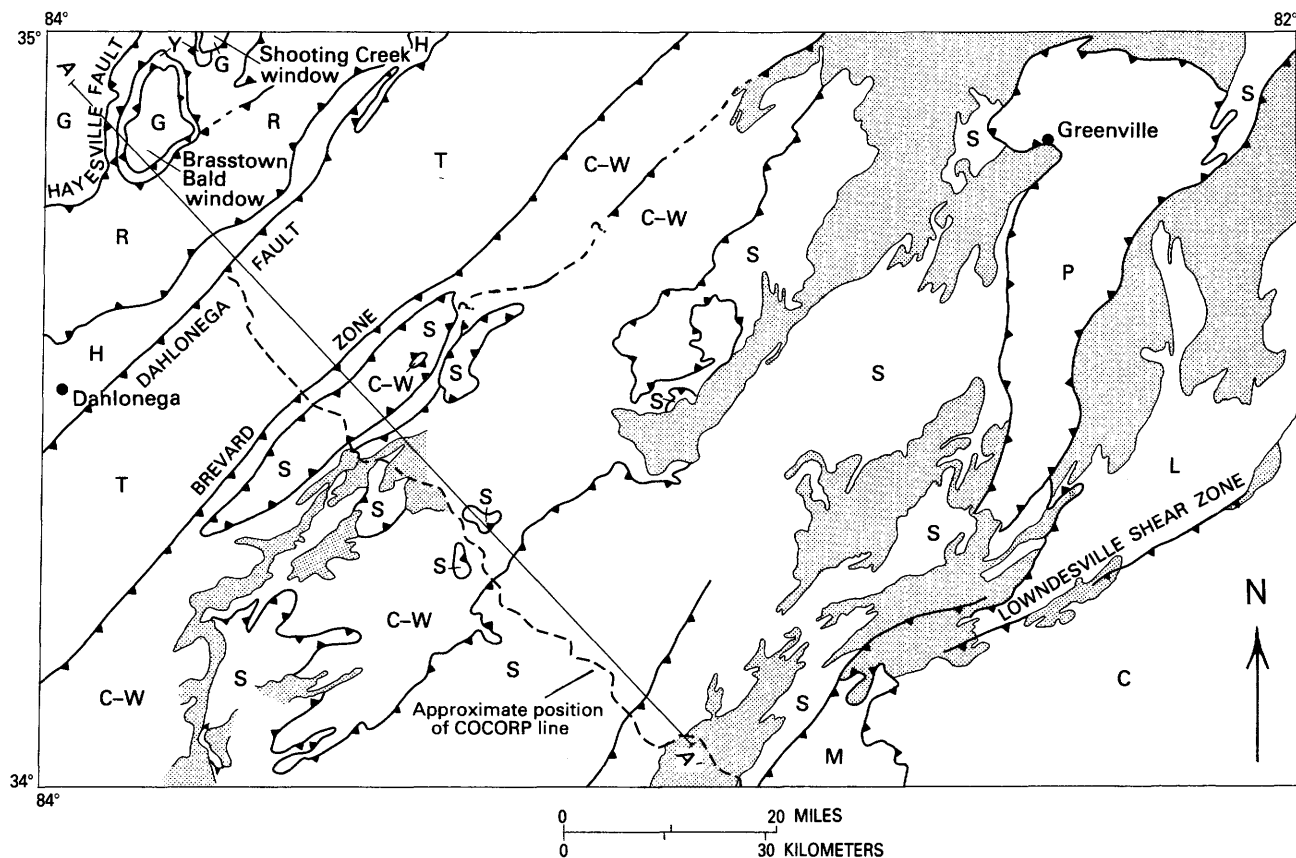 84°
82°
35°
Y
G
Shooting Creek
window
H
A
HAYESVILLE FAULT
G
G
R
Brasstown
Bald
window
T
C–W
S
S
Greenville
R
C–W
S
P
DAHLONEGA FAULT
H
Dahlonega
BREVARD ZONE
?
?
S
C–W
S
S
S
T
S
S
S
L
S
S
LOWNDESVILLE SHEAR ZONE
N
C–W
S
C–W
S
S
Approximate position
of COCORP line
S
C
M
A'
34°
84°
0 20 MILES
0 30 KILOMETERS